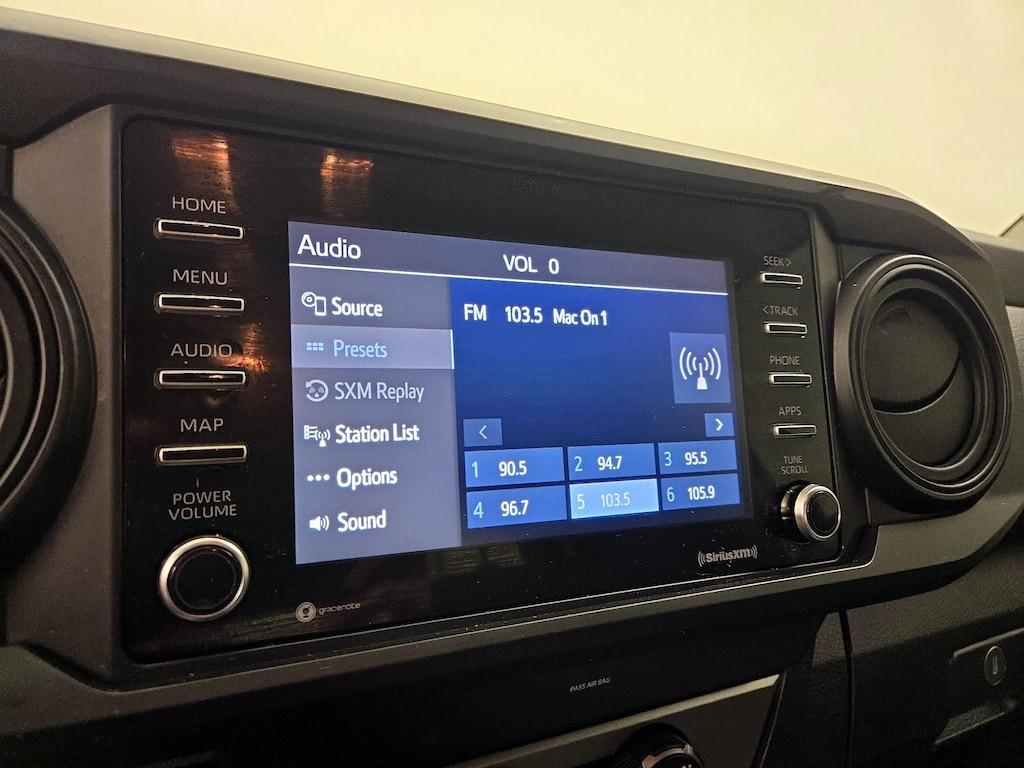 HOME
MENU
AUDIO
MAP
POWER
VOLUME
Audio
VOL 0
Source
Presets
SXM Replay
Station List
Options
Sound
FM 103.5 Mac On 1
<
>
1 90.5
2 94.7
3 95.5
4 96.7
5 103.5
6 105.9
SEEK >
< TRACK
PHONE
APPS
TUNE
SCROLL
gracenote
((SiriusXM))
PASS AIR BAG